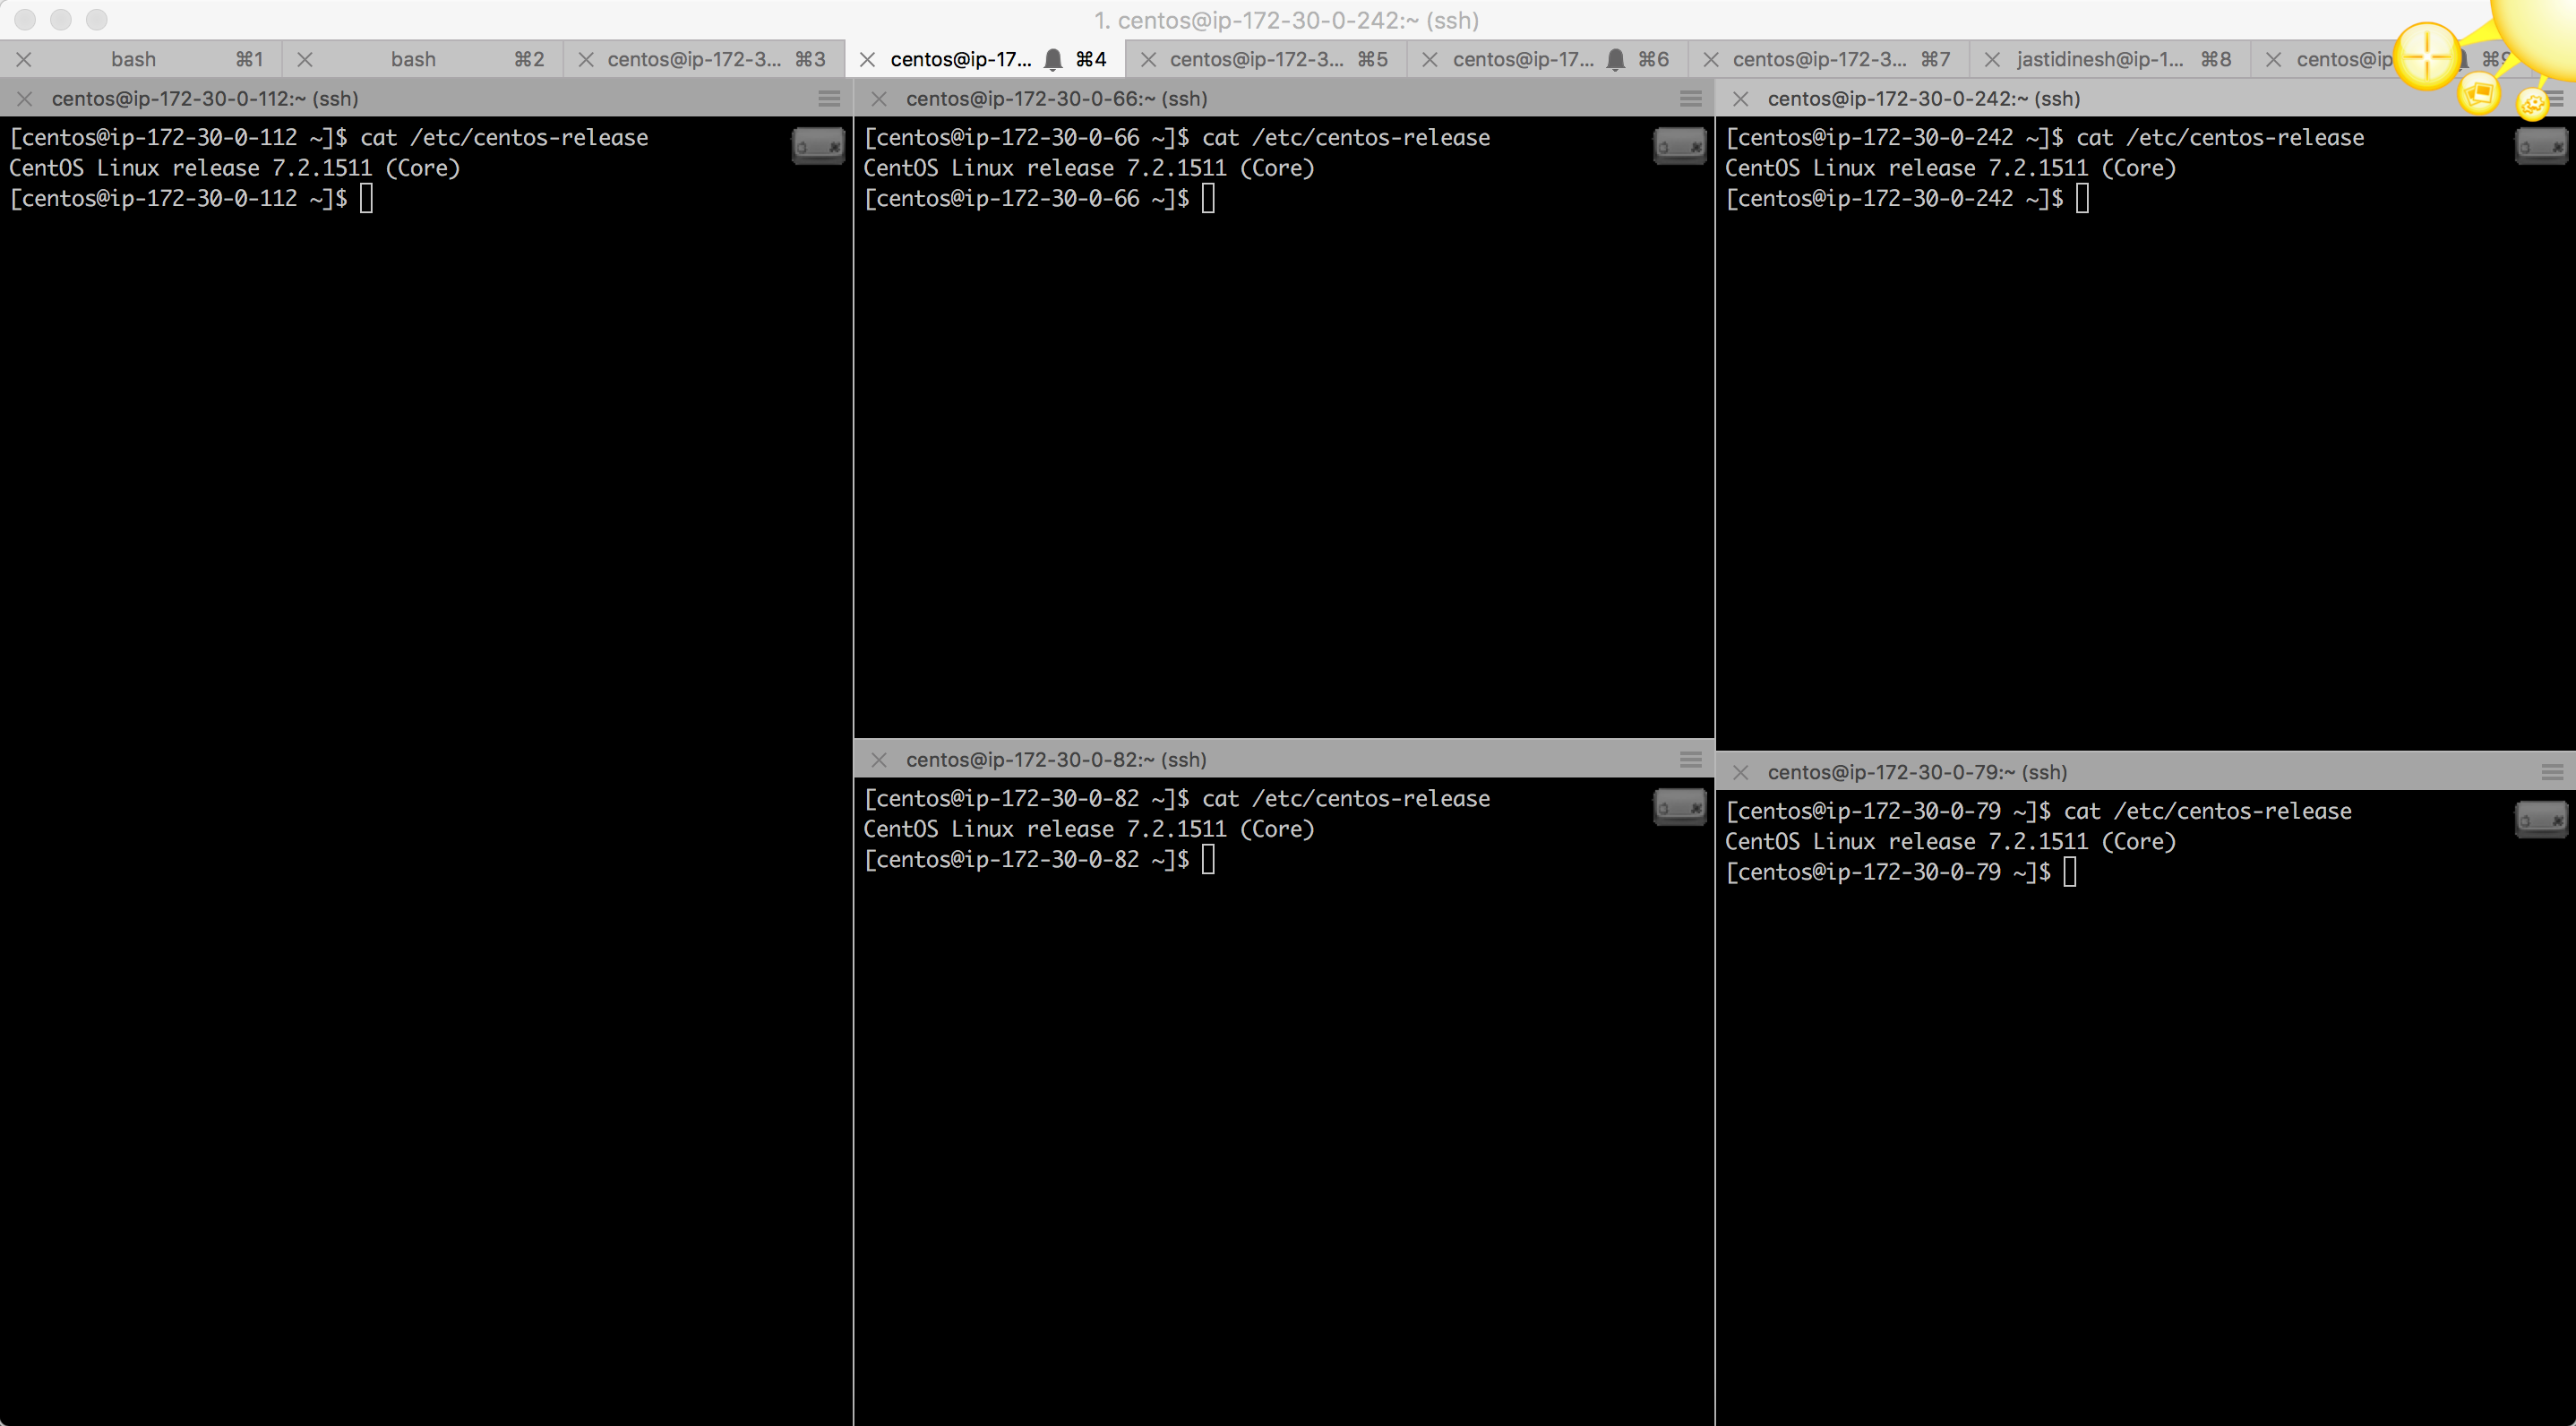 1. centos@ip-172-30-0-242:~ (ssh)
bash ⌘1 bash ⌘2 centos@ip-172-3... ⌘3 centos@ip-17... ⌘4 centos@ip-172-3... ⌘5 centos@ip-17... ⌘6 centos@ip-172-3... ⌘7 jastidinesh@ip-1... ⌘8 centos@ip ⌘9
centos@ip-172-30-0-112:~ (ssh)
[centos@ip-172-30-0-112 ~]$ cat /etc/centos-release
CentOS Linux release 7.2.1511 (Core)
[centos@ip-172-30-0-112 ~]$
centos@ip-172-30-0-66:~ (ssh)
[centos@ip-172-30-0-66 ~]$ cat /etc/centos-release
CentOS Linux release 7.2.1511 (Core)
[centos@ip-172-30-0-66 ~]$
centos@ip-172-30-0-82:~ (ssh)
[centos@ip-172-30-0-82 ~]$ cat /etc/centos-release
CentOS Linux release 7.2.1511 (Core)
[centos@ip-172-30-0-82 ~]$
centos@ip-172-30-0-242:~ (ssh)
[centos@ip-172-30-0-242 ~]$ cat /etc/centos-release
CentOS Linux release 7.2.1511 (Core)
[centos@ip-172-30-0-242 ~]$
centos@ip-172-30-0-79:~ (ssh)
[centos@ip-172-30-0-79 ~]$ cat /etc/centos-release
CentOS Linux release 7.2.1511 (Core)
[centos@ip-172-30-0-79 ~]$